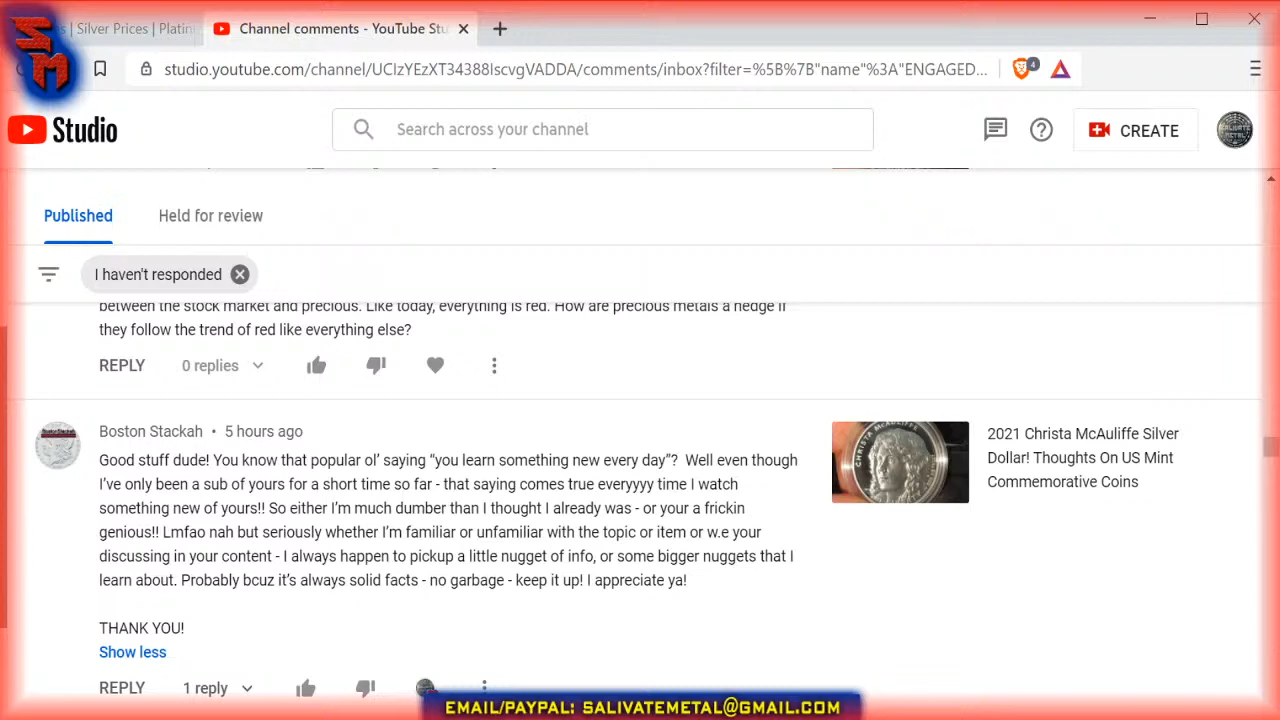 SM
s | Silver Prices | Platin
Channel comments - YouTube Stu
studio.youtube.com/channel/UCIzYEzXT34388IscvgVADDA/comments/inbox?filter=%5B%7B"name"%3A"ENGAGED...
4
Studio
Search across your channel
CREATE
SALIVATE METAL
Published
Held for review
I haven't responded
between the stock market and precious. Like today, everything is red. How are precious metals a hedge if
they follow the trend of red like everything else?
REPLY
0 replies
Boston Stackah • 5 hours ago
Good stuff dude! You know that popular ol’ saying “you learn something new every day”?  Well even though
I’ve only been a sub of yours for a short time so far - that saying comes true everyyyy time I watch
something new of yours!! So either I’m much dumber than I thought I already was - or your a frickin
genious!! Lmfao nah but seriously whether I’m familiar or unfamiliar with the topic or item or w.e your
discussing in your content - I always happen to pickup a little nugget of info, or some bigger nuggets that I
learn about. Probably bcuz it’s always solid facts - no garbage - keep it up! I appreciate ya!
THANK YOU!
Show less
REPLY
1 reply
CHRISTA McAULIFFE
2021 Christa McAuliffe Silver
Dollar! Thoughts On US Mint
Commemorative Coins
EMAIL/PAYPAL: SALIVATEMETAL@GMAIL.COM